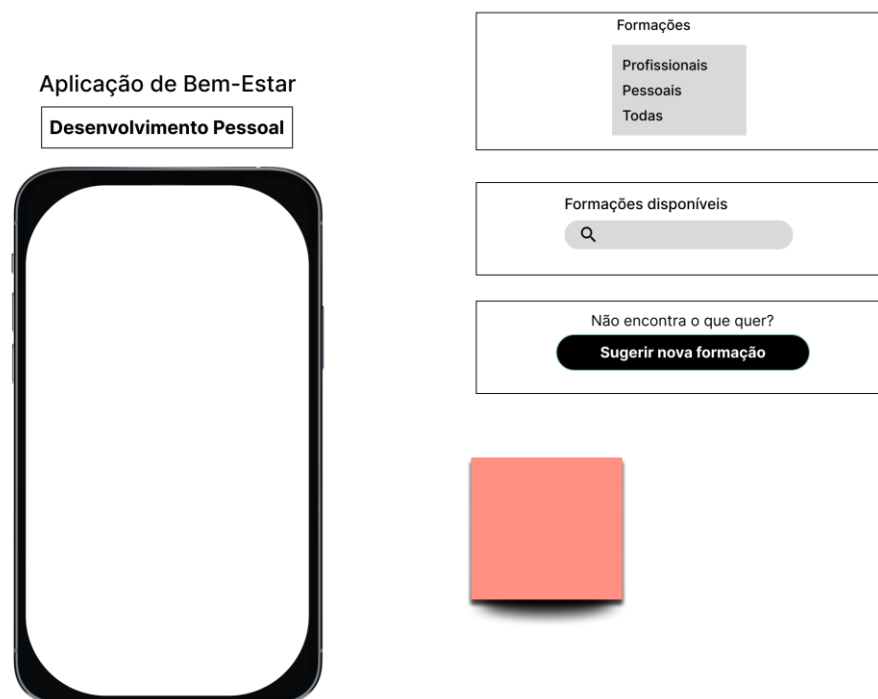 Aplicação de Bem-Estar
Desenvolvimento Pessoal
Formações
Profissionais
Pessoais
Todas
Formações disponíveis
Não encontra o que quer?
Sugerir nova formação